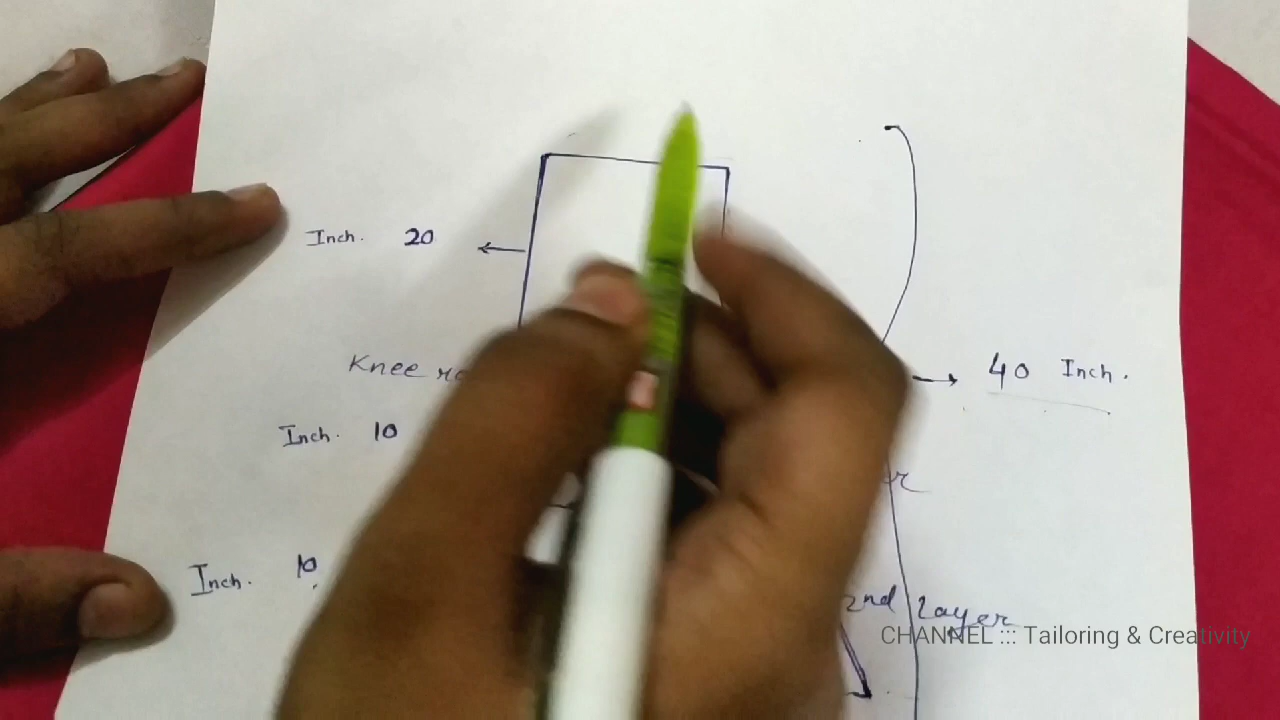 Inch. 20
Knee
40 Inch.
Inch. 10
Inch. 10
2nd Layer
CHANNEL ::: Tailoring & Creativity